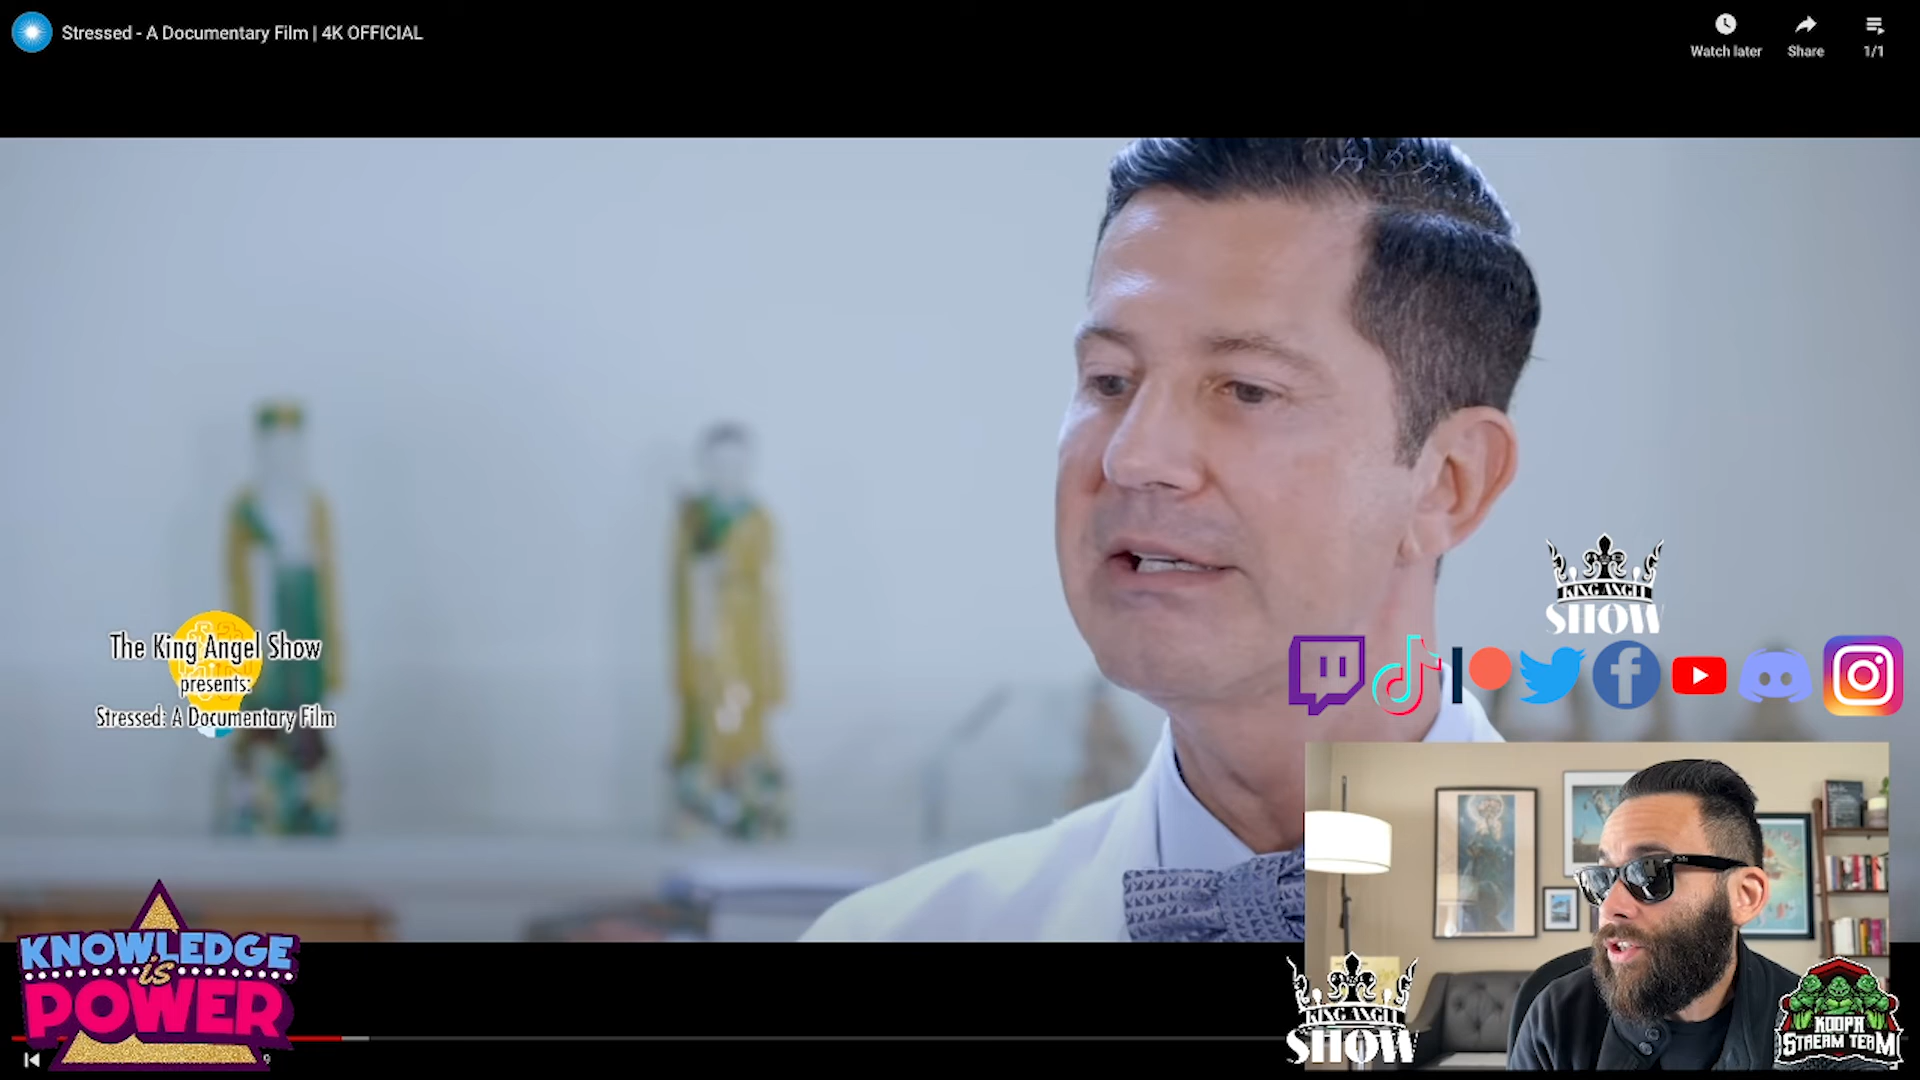 Stressed - A Documentary Film | 4K OFFICIAL
Watch later
Share
1/1
The King Angel Show
presents:
Stressed: A Documentary Film
KING ANGEL
SHOW
KNOWLEDGE
is
POWER
9
KING ANGEL
SHOW
KOOPA
STREAM TEAM